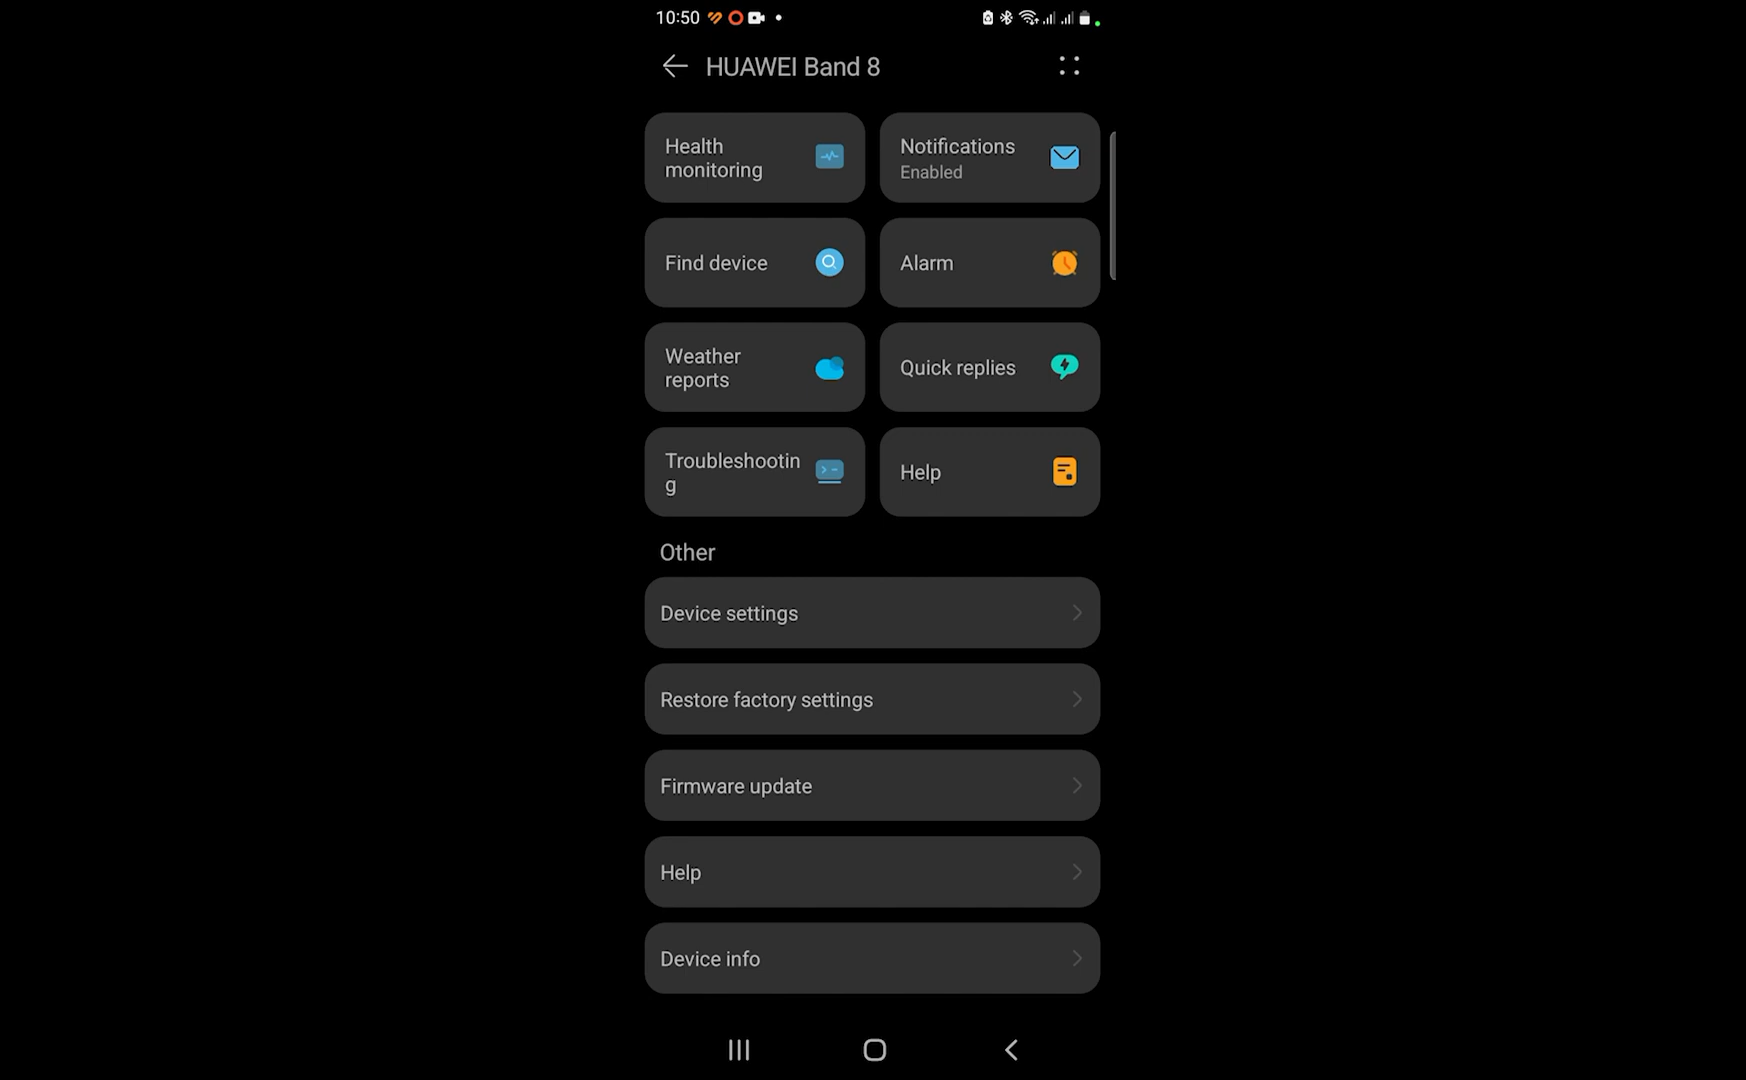 10:50
HUAWEI Band 8
Health
monitoring
Notifications
Enabled
Find device
Alarm
Weather
reports
Quick replies
Troubleshootin
g
Help
Other
Device settings
Restore factory settings
Firmware update
Help
Device info